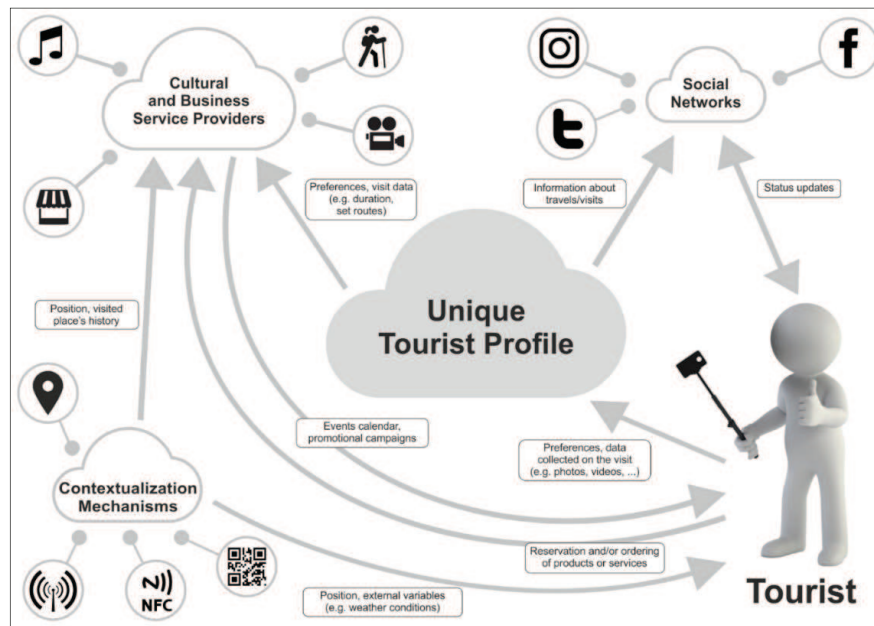 Cultural
and Business
Service Providers
Social
Networks
Preferences, visit data
(e.g. duration,
set routes)
Information about
travels/visits
Status updates
Unique
Tourist Profile
Position, visited
place's history
Events calendar,
promotional campaigns
Preferences, data
collected on the visit
(e.g. photos, videos, ...)
Contextualization
Mechanisms
Reservation and/or ordering
of products or services
NFC
Position, external variables
(e.g. weather conditions)
Tourist